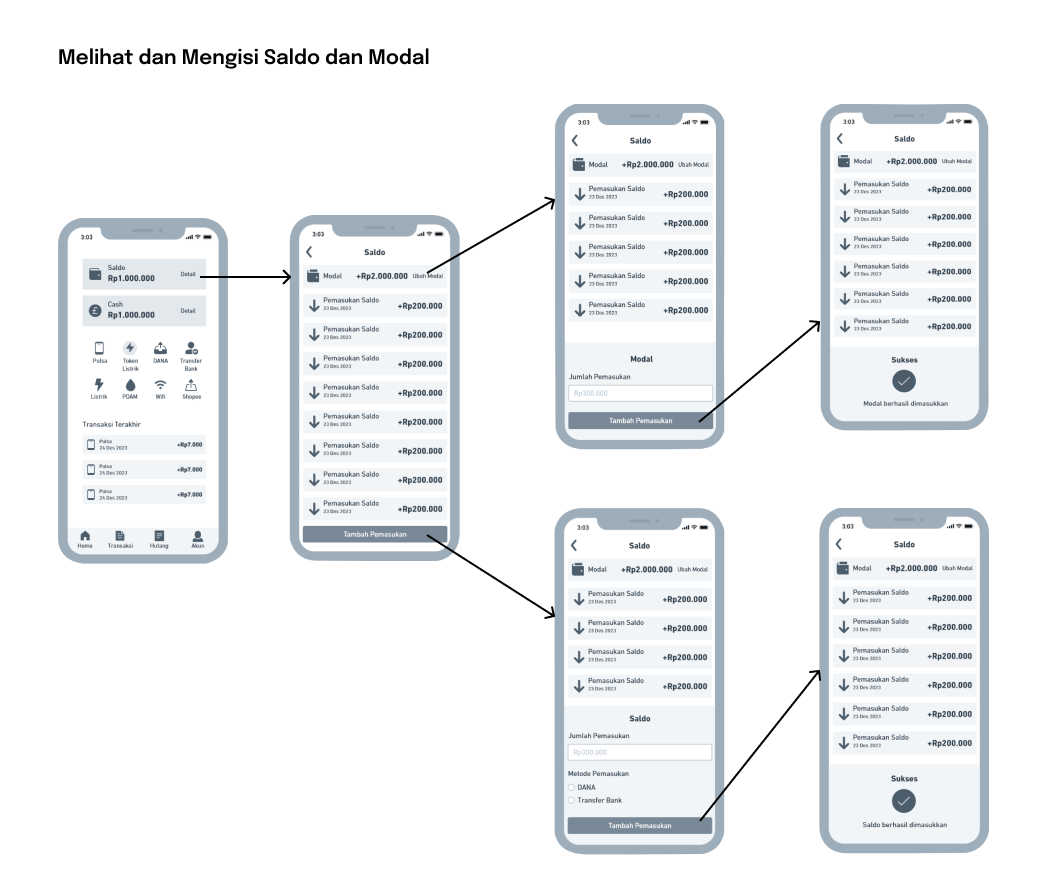 Melihat dan Mengisi Saldo dan Modal
3:03
Saldo
Rp1.000.000
Detail
Cash
Rp1.000.000
Detail
Pulsa
Token Listrik
DANA
Transfer Bank
Listrik
PDAM
Wifi
Shopee
Transaksi Terakhir
Pulsa
24 Des 2023
+Rp7.000
Pulsa
24 Des 2023
+Rp7.000
Pulsa
24 Des 2023
+Rp7.000
Home
Transaksi
Hutang
Akun
3:03
Saldo
Modal +Rp2.000.000 Ubah Modal
Pemasukan Saldo
23 Des 2023
+Rp200.000
Pemasukan Saldo
23 Des 2023
+Rp200.000
Pemasukan Saldo
23 Des 2023
+Rp200.000
Pemasukan Saldo
23 Des 2023
+Rp200.000
Pemasukan Saldo
23 Des 2023
+Rp200.000
Pemasukan Saldo
23 Des 2023
+Rp200.000
Pemasukan Saldo
23 Des 2023
+Rp200.000
Pemasukan Saldo
23 Des 2023
+Rp200.000
Tambah Pemasukan
3:03
Saldo
Modal +Rp2.000.000 Ubah Modal
Pemasukan Saldo
23 Des 2023
+Rp200.000
Pemasukan Saldo
23 Des 2023
+Rp200.000
Pemasukan Saldo
23 Des 2023
+Rp200.000
Pemasukan Saldo
23 Des 2023
+Rp200.000
Pemasukan Saldo
23 Des 2023
+Rp200.000
Modal
Jumlah Pemasukan
Rp300.000
Tambah Pemasukan
3:03
Saldo
Modal +Rp2.000.000 Ubah Modal
Pemasukan Saldo
23 Des 2023
+Rp200.000
Pemasukan Saldo
23 Des 2023
+Rp200.000
Pemasukan Saldo
23 Des 2023
+Rp200.000
Pemasukan Saldo
23 Des 2023
+Rp200.000
Pemasukan Saldo
23 Des 2023
+Rp200.000
Pemasukan Saldo
23 Des 2023
+Rp200.000
Sukses
Modal berhasil dimasukkan
3:03
Saldo
Modal +Rp2.000.000 Ubah Modal
Pemasukan Saldo
23 Des 2023
+Rp200.000
Pemasukan Saldo
23 Des 2023
+Rp200.000
Pemasukan Saldo
23 Des 2023
+Rp200.000
Pemasukan Saldo
23 Des 2023
+Rp200.000
Saldo
Jumlah Pemasukan
Rp300.000
Metode Pemasukan
DANA
Transfer Bank
Tambah Pemasukan
3:03
Saldo
Modal +Rp2.000.000 Ubah Modal
Pemasukan Saldo
23 Des 2023
+Rp200.000
Pemasukan Saldo
23 Des 2023
+Rp200.000
Pemasukan Saldo
23 Des 2023
+Rp200.000
Pemasukan Saldo
23 Des 2023
+Rp200.000
Pemasukan Saldo
23 Des 2023
+Rp200.000
Pemasukan Saldo
23 Des 2023
+Rp200.000
Sukses
Saldo berhasil dimasukkan